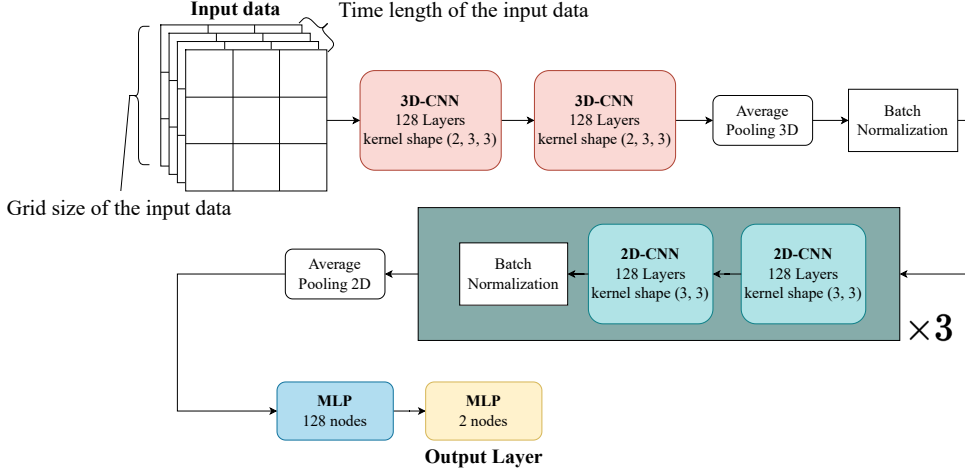 Input data
Time length of the input data
Grid size of the input data
3D-CNN
128 Layers
kernel shape (2, 3, 3)
3D-CNN
128 Layers
kernel shape (2, 3, 3)
Average
Pooling 3D
Batch
Normalization
2D-CNN
128 Layers
kernel shape (3, 3)
2D-CNN
128 Layers
kernel shape (3, 3)
Batch
Normalization
×3
Average
Pooling 2D
MLP
128 nodes
MLP
2 nodes
Output Layer